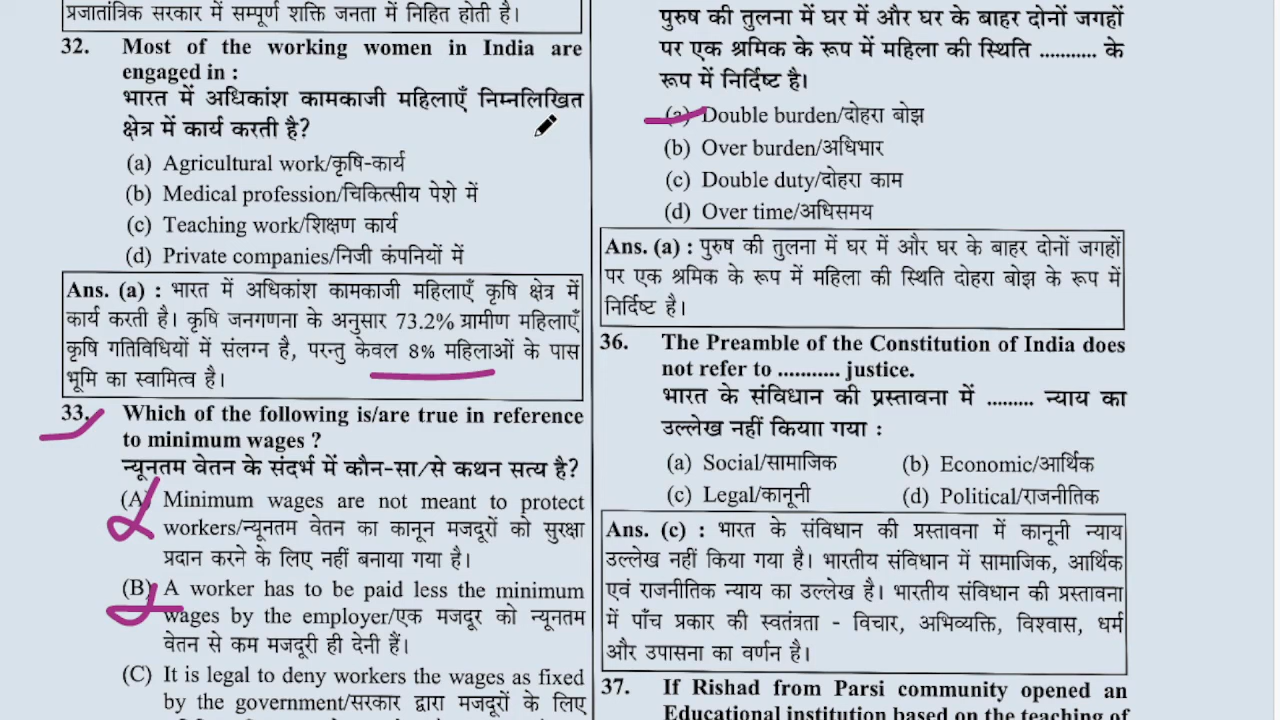 प्रजातांत्रिक सरकार में सम्पूर्ण शक्ति जनता में निहित होती है।
32. Most of the working women in India are
engaged in :
भारत में अधिकांश कामकाजी महिलाएँ निम्नलिखित
क्षेत्र में कार्य करती है?
(a) Agricultural work/कृषि-कार्य
(b) Medical profession/चिकित्सीय पेशे में
(c) Teaching work/शिक्षण कार्य
(d) Private companies/निजी कंपनियों में
Ans. (a) : भारत में अधिकांश कामकाजी महिलाएँ कृषि क्षेत्र में
कार्य करती है। कृषि जनगणना के अनुसार 73.2% ग्रामीण महिलाएँ
कृषि गतिविधियों में संलग्न है, परन्तु केवल 8% महिलाओं के पास
भूमि का स्वामित्व है।
33. Which of the following is/are true in reference
to minimum wages ?
न्यूनतम वेतन के संदर्भ में कौन-सा/से कथन सत्य है?
(A) Minimum wages are not meant to protect
workers/न्यूनतम वेतन का कानून मजदूरों को सुरक्षा
प्रदान करने के लिए नहीं बनाया गया है।
(B) A worker has to be paid less the minimum
wages by the employer/एक मजदूर को न्यूनतम
वेतन से कम मजदूरी ही देनी हैं।
(C) It is legal to deny workers the wages as fixed
by the government/सरकार द्वारा मजदूरों के लिए
पुरुष की तुलना में घर में और घर के बाहर दोनों जगहों
पर एक श्रमिक के रूप में महिला की स्थिति ........... के
रूप में निर्दिष्ट है।
(a) Double burden/दोहरा बोझ
(b) Over burden/अधिभार
(c) Double duty/दोहरा काम
(d) Over time/अधिसमय
Ans. (a) : पुरुष की तुलना में घर में और घर के बाहर दोनों जगहों
पर एक श्रमिक के रूप में महिला की स्थिति दोहरा बोझ के रूप में
निर्दिष्ट है।
36. The Preamble of the Constitution of India does
not refer to ........... justice.
भारत के संविधान की प्रस्तावना में ......... न्याय का
उल्लेख नहीं कियाा गया :
(a) Social/सामाजिक (b) Economic/आर्थिक
(c) Legal/कानूनी (d) Political/राजनीतिक
Ans. (c) : भारत के संविधान की प्रस्तावना में कानूनी न्याय
उल्लेख नहीं किया गया है। भारतीय संविधान में सामाजिक, आर्थिक
एवं राजनीतिक न्याय का उल्लेख है। भारतीय संविधान की प्रस्तावना
में पाँच प्रकार की स्वतंत्रता - विचार, अभिव्यक्ति, विश्वास, धर्म
और उपासना का वर्णन है।
37. If Rishad from Parsi community opened an
Educational institution based on the teaching of